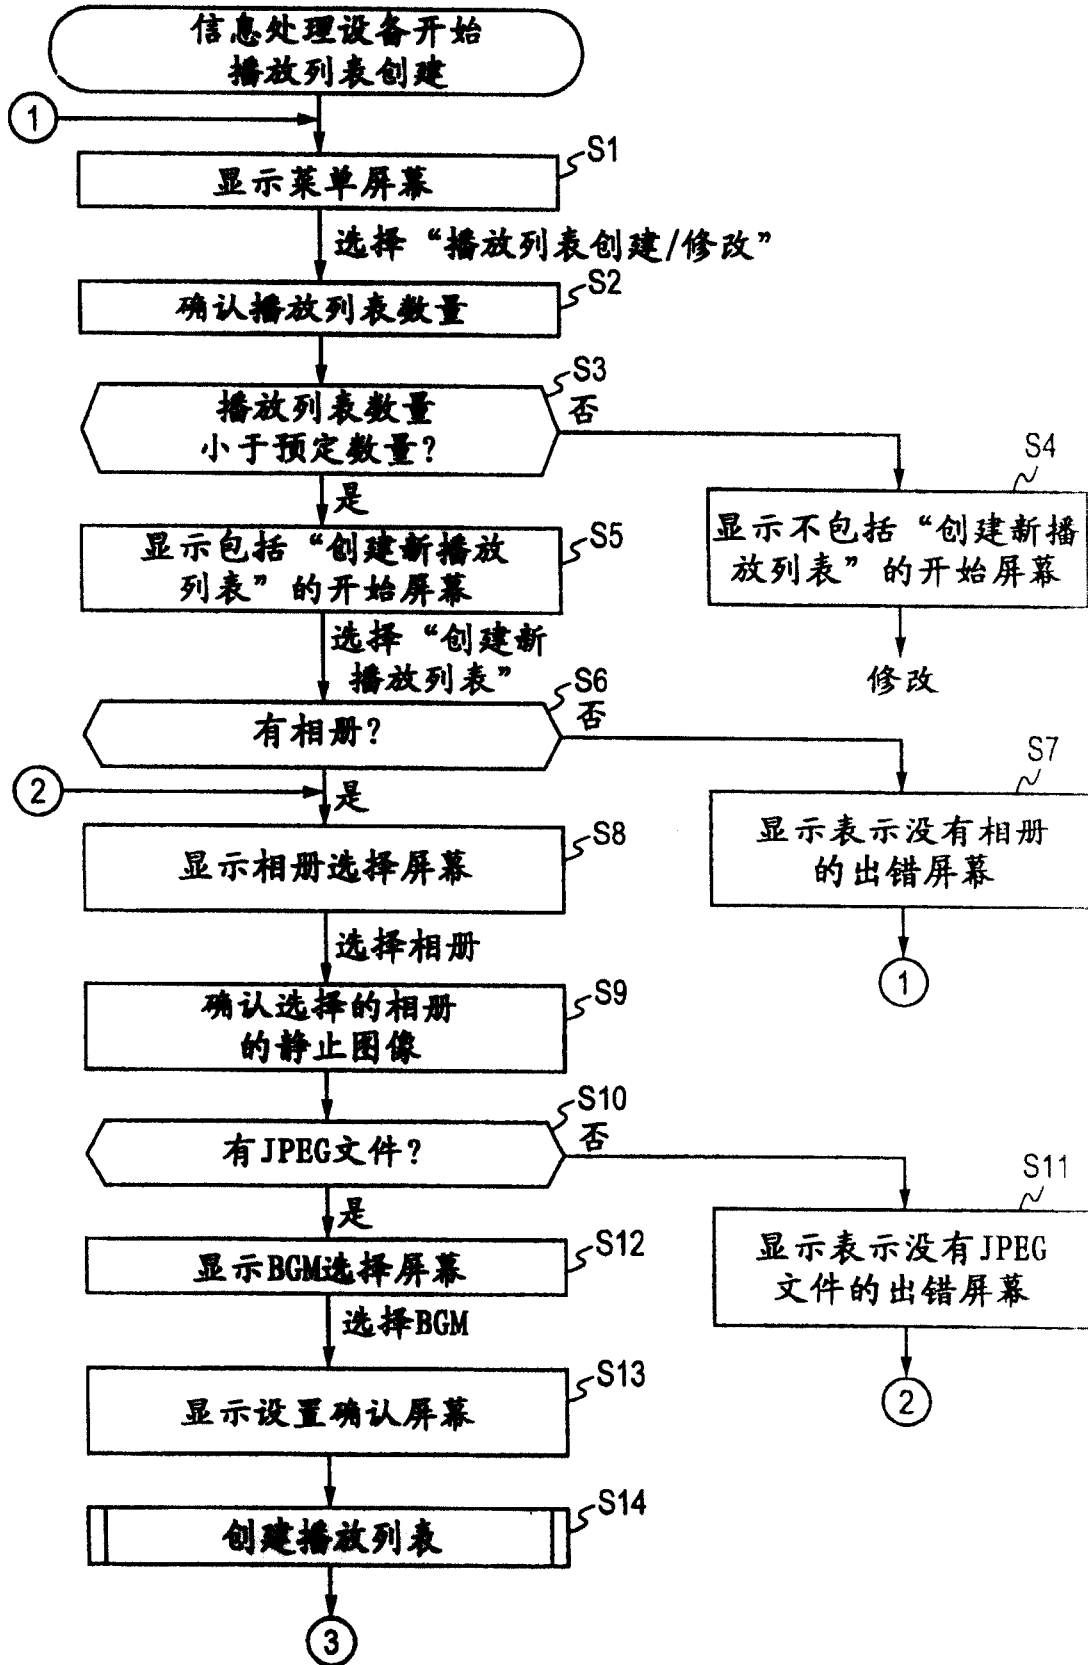 信息处理设备开始
播放列表创建
1
S1
显示菜单屏幕
选择“播放列表创建/修改”
S2
确认播放列表数量
S3
播放列表数量
小于预定数量?
否
是
S4
显示不包括“创建新播
放列表”的开始屏幕
修改
S5
显示包括“创建新播放
列表”的开始屏幕
选择“创建新
播放列表”
S6
有相册?
否
S7
显示表示没有相册
的出错屏幕
1
2
是
S8
显示相册选择屏幕
选择相册
S9
确认选择的相册
的静止图像
S10
有JPEG文件?
否
S11
显示表示没有JPEG
文件的出错屏幕
2
是
S12
显示BGM选择屏幕
选择BGM
S13
显示设置确认屏幕
S14
创建播放列表
3